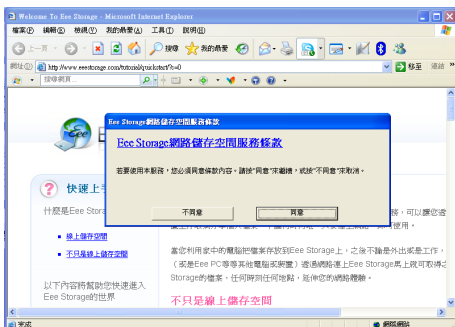 Welcome To Eee Storage - Microsoft Internet Explorer
檔案(F) 編輯(E) 檢視(V) 我的最愛(A) 工具(T) 說明(H)
上一頁 搜尋 我的最愛
網址(D) http://www.eeestorage.com/tutorial/quickstart/?s=0 移至 連結 »
搜尋網頁
Eee Storage網路儲存空間服務條款
Eee Storage網路儲存空間服務條款
若要使用本服務，您必須同意條款內容。請按"同意"來繼續，或按"不同意"來取消。
不同意 同意
快速上
什麼是Eee Stora 務，可以讓您透
使用。
線上儲存空間
不只是線上儲存空間
當您利用家中的電腦把檔案存放到Eee Storage上，之後不論是外出或是工作，
（或是Eee PC等等其他電腦或裝置）透過網路連上Eee Storage馬上就可取得之
Storage的檔案，任何時刻任何地點，延伸您的網路體驗。
以下內容將幫助您快速進入
Eee Storage的世界
不只是線上儲存空間
完成 網際網路